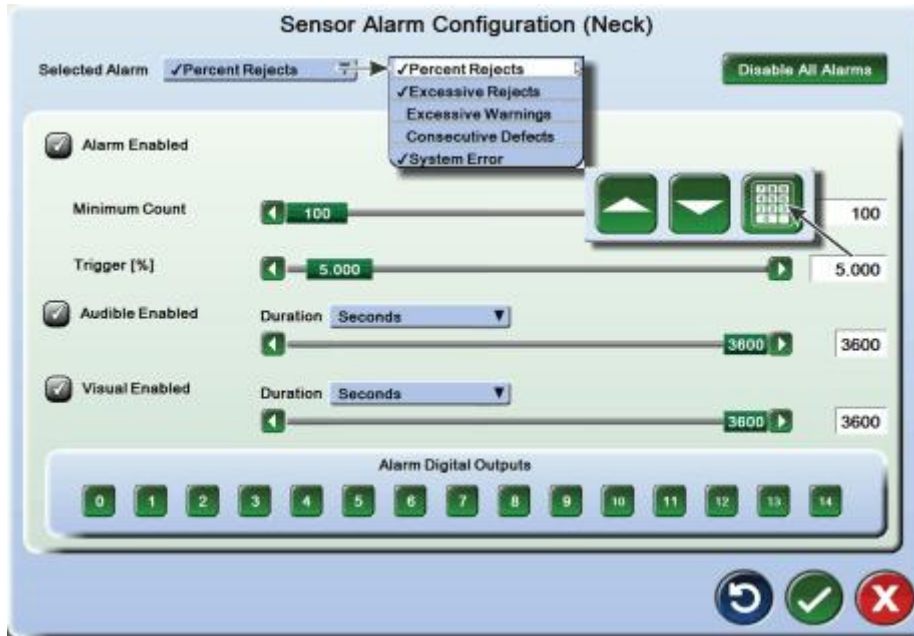 Sensor Alarm Configuration (Neck)
Selected Alarm ✓Percent Rejects
✓Percent Rejects
✓Excessive Rejects
Excessive Warnings
Consecutive Defects
✓System Error
Disable All Alarms
Alarm Enabled
Minimum Count 100 100
Trigger [%] 5.000 5.000
Audible Enabled Duration Seconds
3600 3600
Visual Enabled Duration Seconds
3600 3600
Alarm Digital Outputs
0 1 2 3 4 5 6 7 8 9 10 11 12 13 14